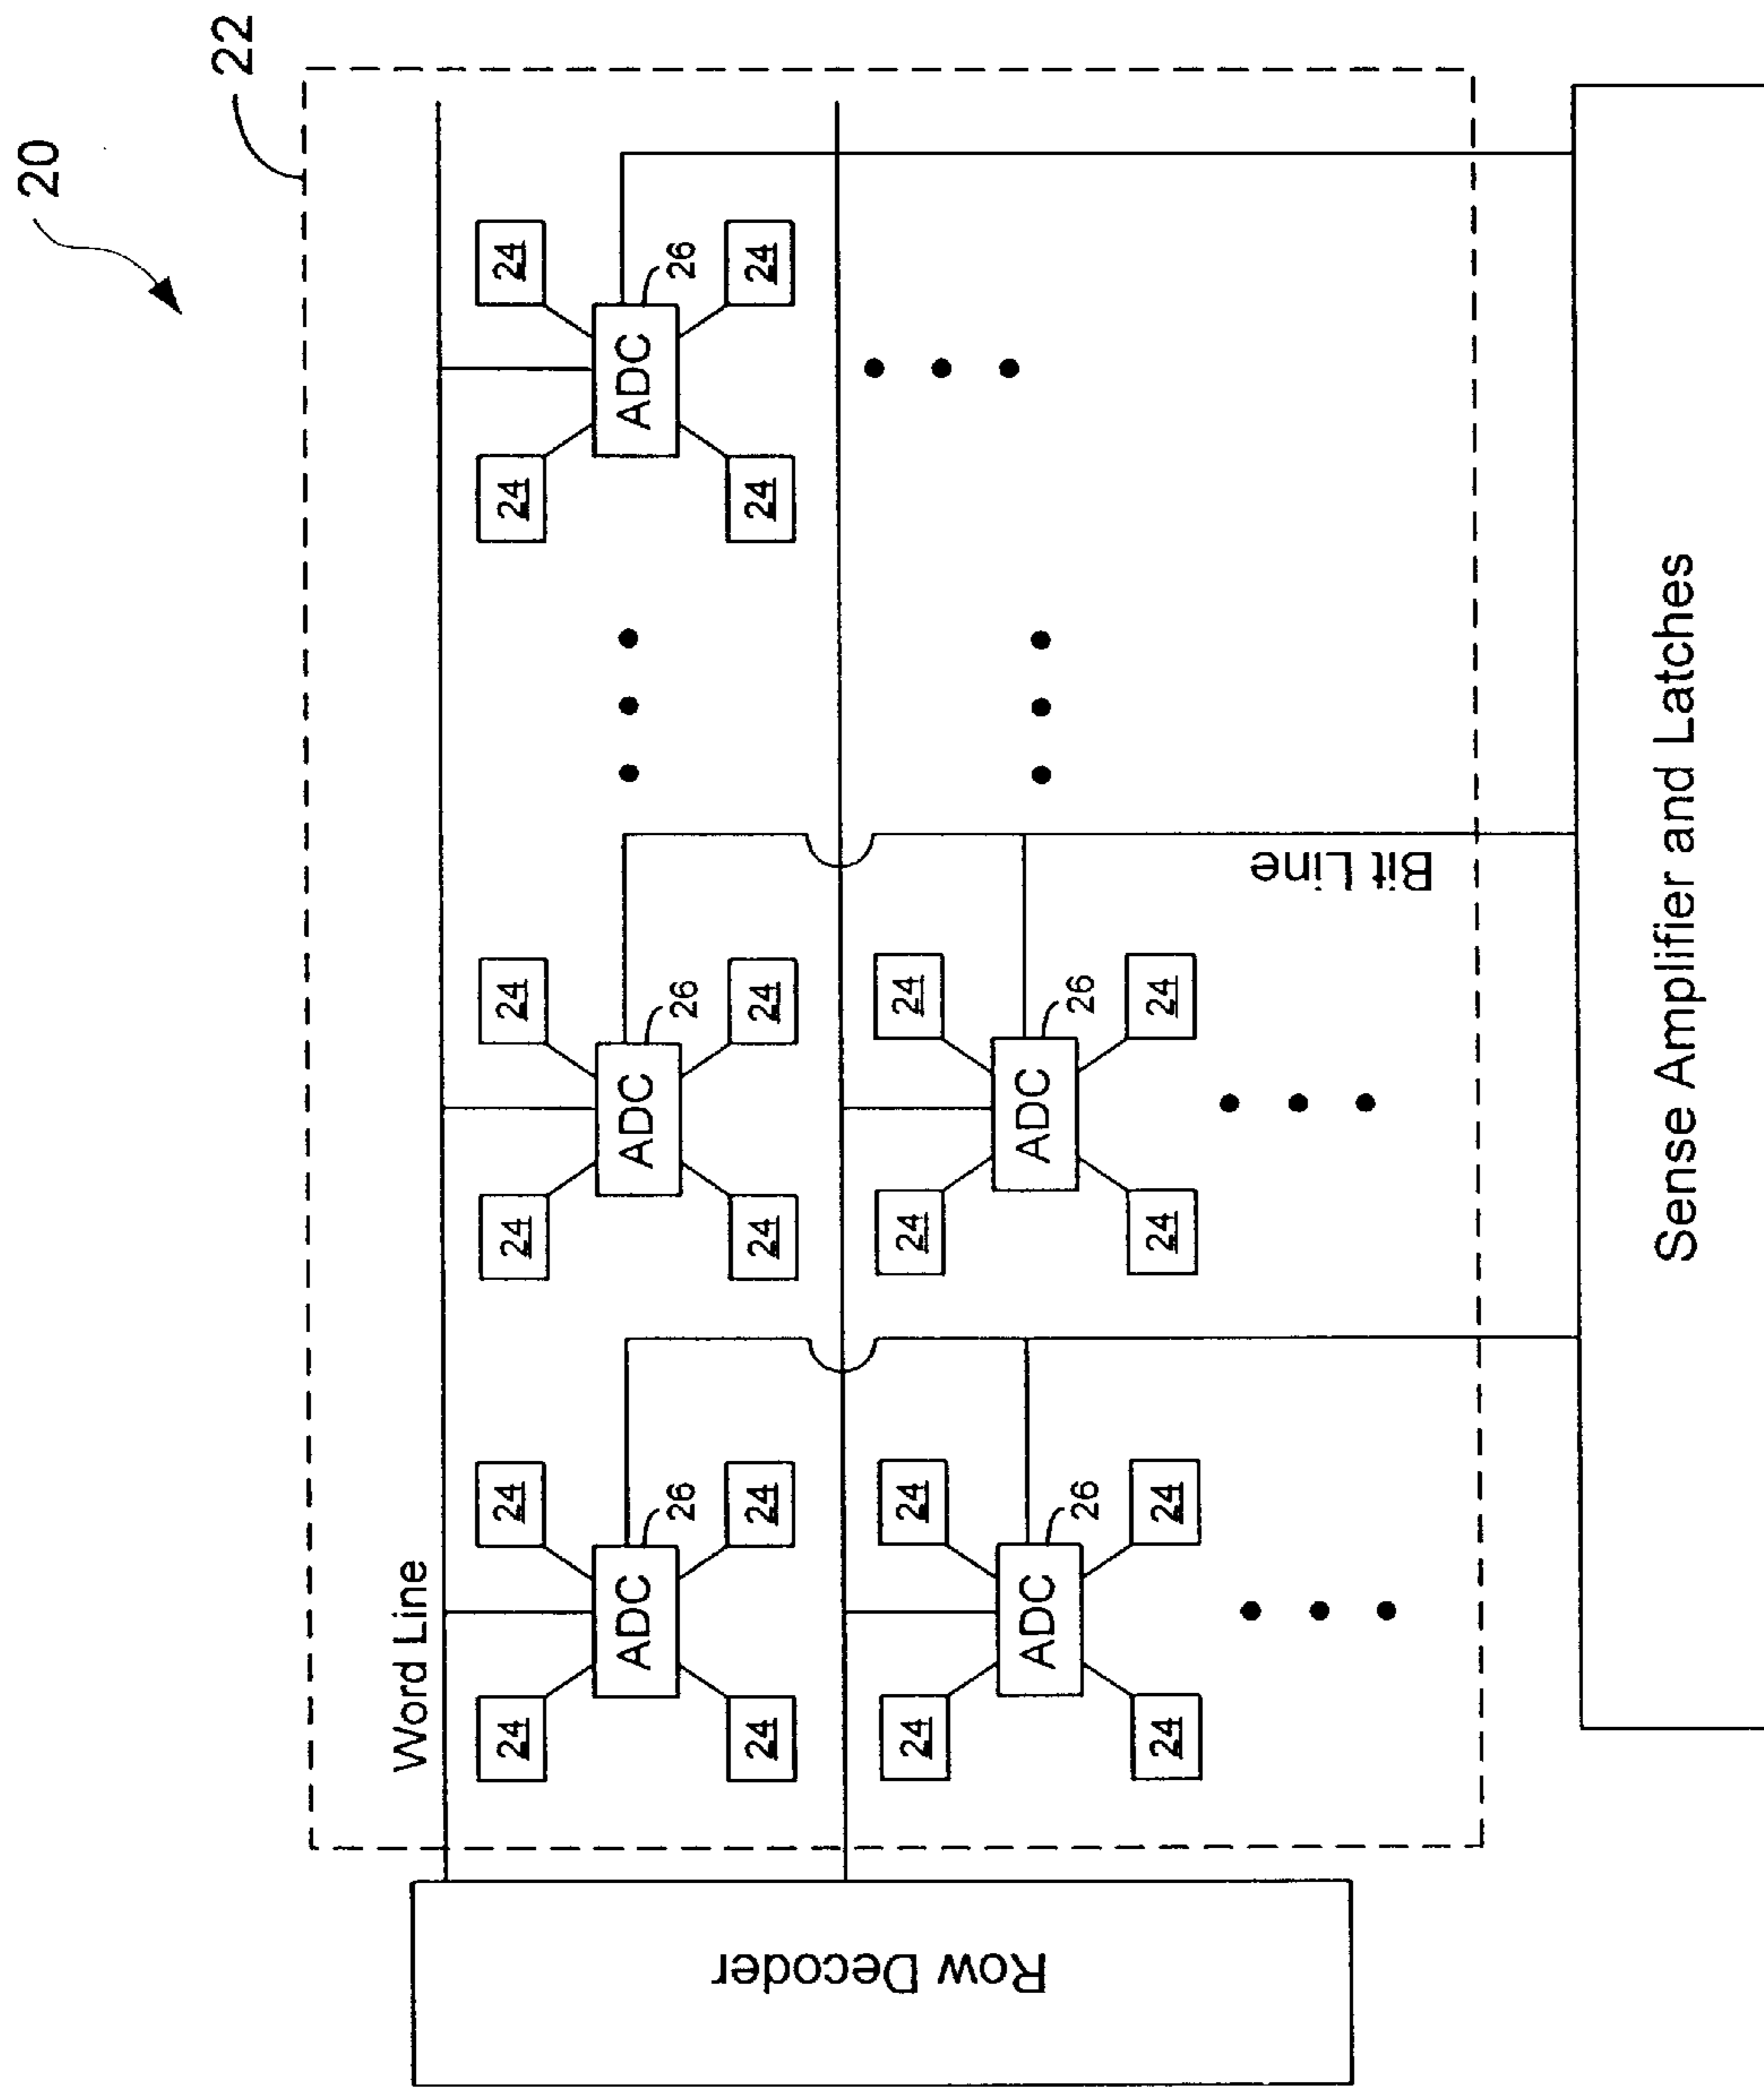 20
22
Word Line
24 24 24 24 24 24
ADC 26 ADC 26 ADC 26
24 24 24 24 24 24
Row Decoder
24 24 24 24
ADC 26 ADC 26
24 24 24 24
Bit Line
Sense Amplifier and Latches